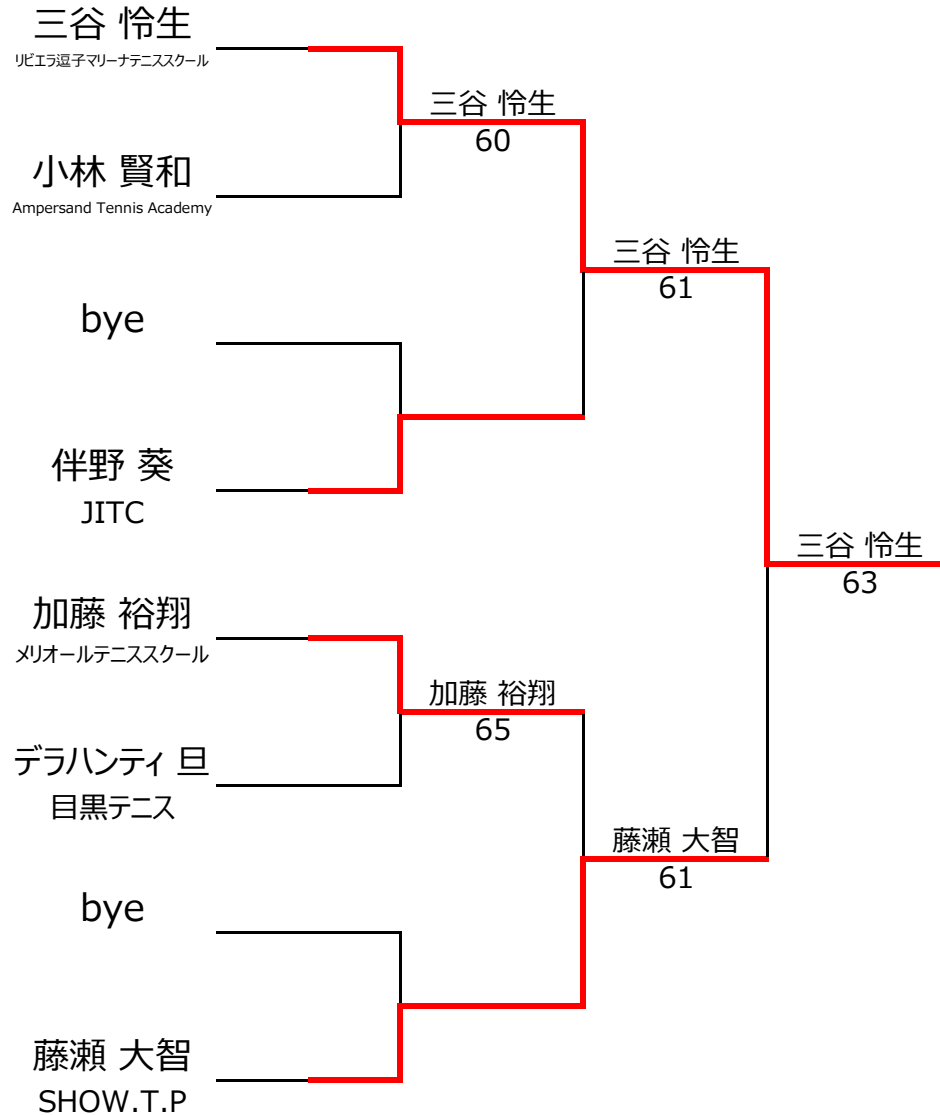 三谷 怜生
リビエラ逗子マリーナテニススクール
三谷 怜生
60
小林 賢和
Ampersand Tennis Academy
三谷 怜生
61
bye
伴野 葵
JITC
三谷 怜生
63
加藤 裕翔
メリオールテニススクール
加藤 裕翔
65
デラハンティ 旦
目黒テニス
藤瀬 大智
61
bye
藤瀬 大智
SHOW.T.P